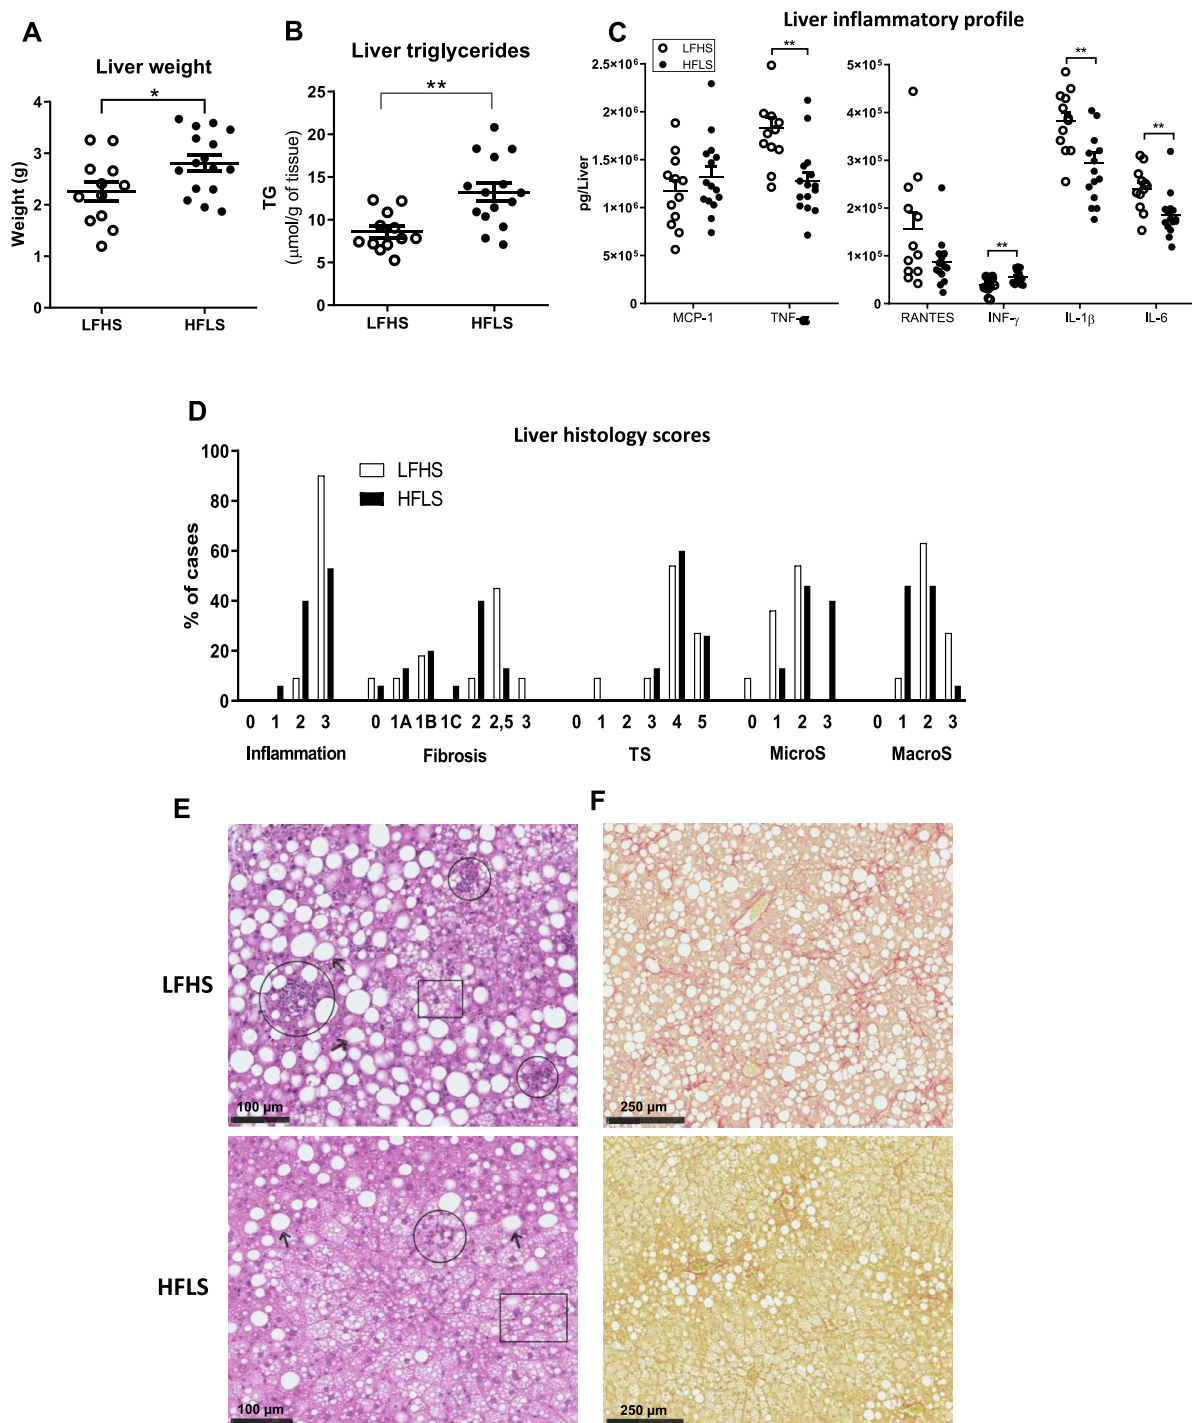 A
Liver weight
*
Weight (g)
4
3
2
1
0
LFHS
HFLS
B
Liver triglycerides
**
TG
(μmol/g of tissue)
25
20
15
10
5
0
LFHS
HFLS
Liver inflammatory profile
C
LFHS
HFLS
pg/Liver
2.5*10⁶
2*10⁶
1.5*10⁶
1*10⁶
5*10⁵
0
**
MCP-1
TNF-α
5*10⁵
4*10⁵
3*10⁵
2*10⁵
1*10⁵
0
**
**
**
RANTES
INF-γ
IL-1β
IL-6
D
Liver histology scores
LFHS
HFLS
% of cases
100
80
60
40
20
0
0 1 2 3 0 1A 1B 1C 2 2,5 3 0 1 2 3 4 5 0 1 2 3 0 1 2 3
Inflammation Fibrosis TS MicroS MacroS
E
F
LFHS
100 μm
250 μm
HFLS
100 μm
250 μm